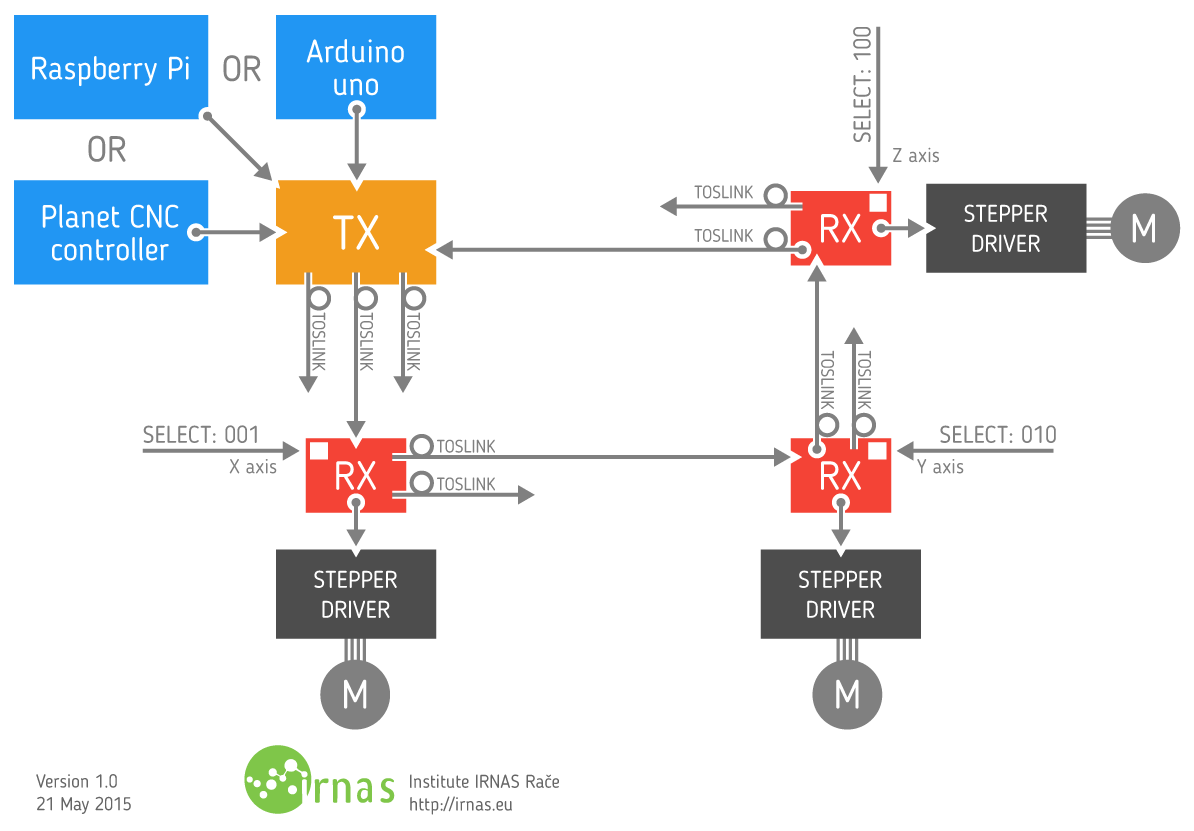 Raspberry Pi
OR
Arduino
uno
OR
Planet CNC
controller
TX
TOSLINK
TOSLINK
TOSLINK
SELECT: 100
Z axis
TOSLINK
TOSLINK
RX
STEPPER
DRIVER
M
SELECT: 001
X axis
RX
TOSLINK
TOSLINK
TOSLINK
TOSLINK
SELECT: 010
Y axis
RX
STEPPER
DRIVER
M
STEPPER
DRIVER
M
Version 1.0
21 May 2015
irnas
Institute IRNAS Rače
http://irnas.eu